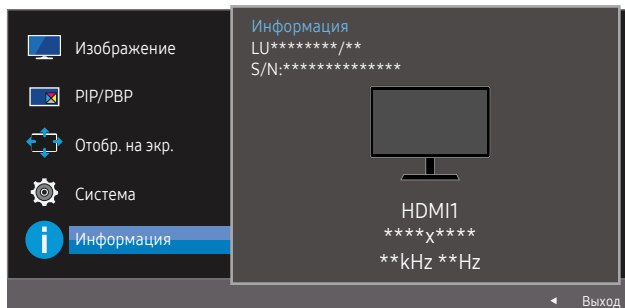 Изображение
PIP/PBP
Отобр. на экр.
Система
Информация
Информация
LU********/**
S/N:**************
HDMI1
****x****
**kHz **Hz
Выход